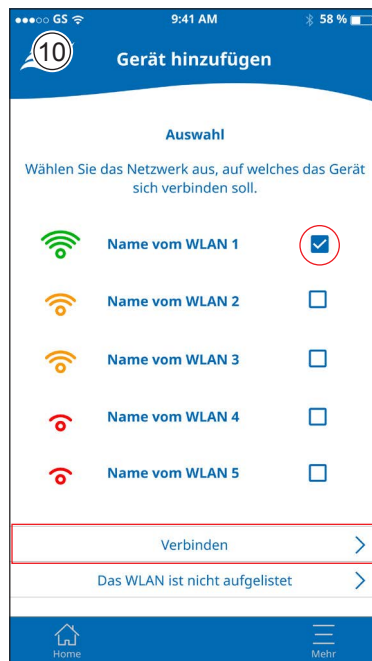 GS 9:41 AM 58 %
10
Gerät hinzufügen
Auswahl
Wählen Sie das Netzwerk aus, auf welches das Gerät
sich verbinden soll.
Name vom WLAN 1
Name vom WLAN 2
Name vom WLAN 3
Name vom WLAN 4
Name vom WLAN 5
Verbinden
Das WLAN ist nicht aufgelistet
Home Mehr